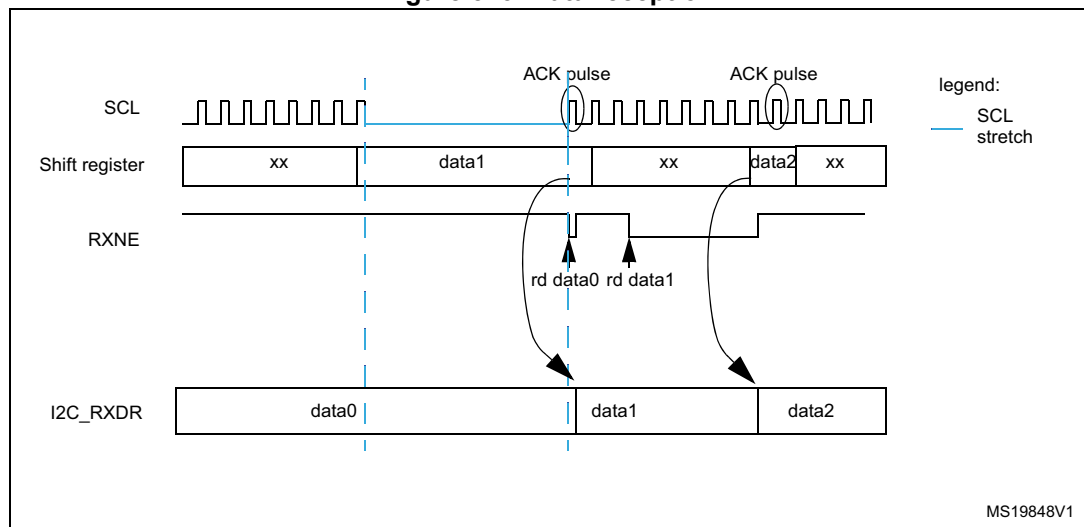 ACK pulse ACK pulse
legend:
SCL
SCL
stretch
Shift register xx data1 xx data2 xx
RXNE
rd data0 rd data1
I2C_RXDR data0 data1 data2
MS19848V1